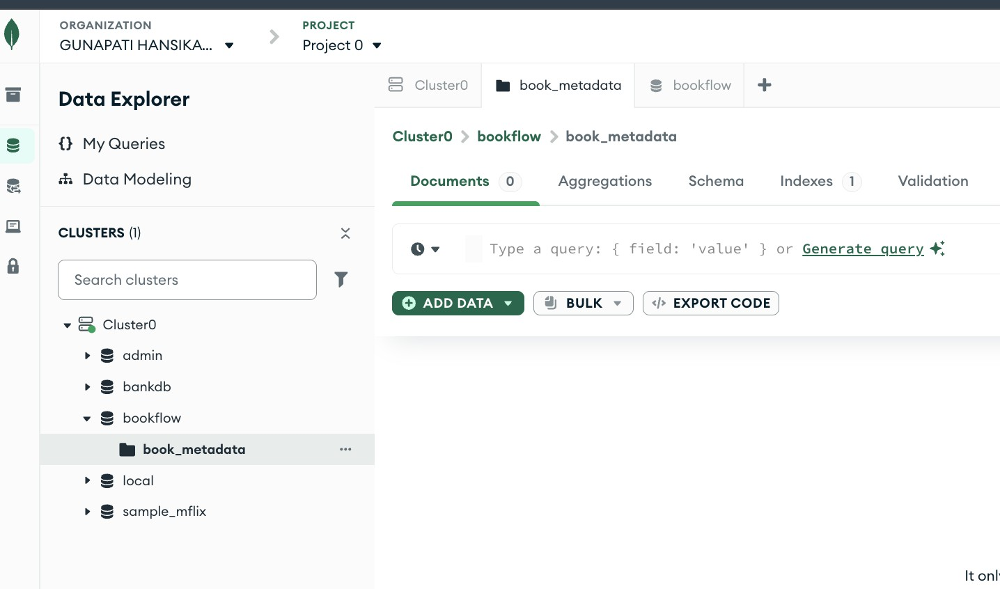 ORGANIZATION
GUNAPATI HANSIKA...
PROJECT
Project 0
Data Explorer
My Queries
Data Modeling
CLUSTERS (1)
Search clusters
Cluster0
admin
bankdb
bookflow
book_metadata
local
sample_mflix
Cluster0 book_metadata bookflow
Cluster0 > bookflow > book_metadata
Documents 0 Aggregations Schema Indexes 1 Validation
Type a query: { field: 'value' } or Generate query
ADD DATA BULK EXPORT CODE
It